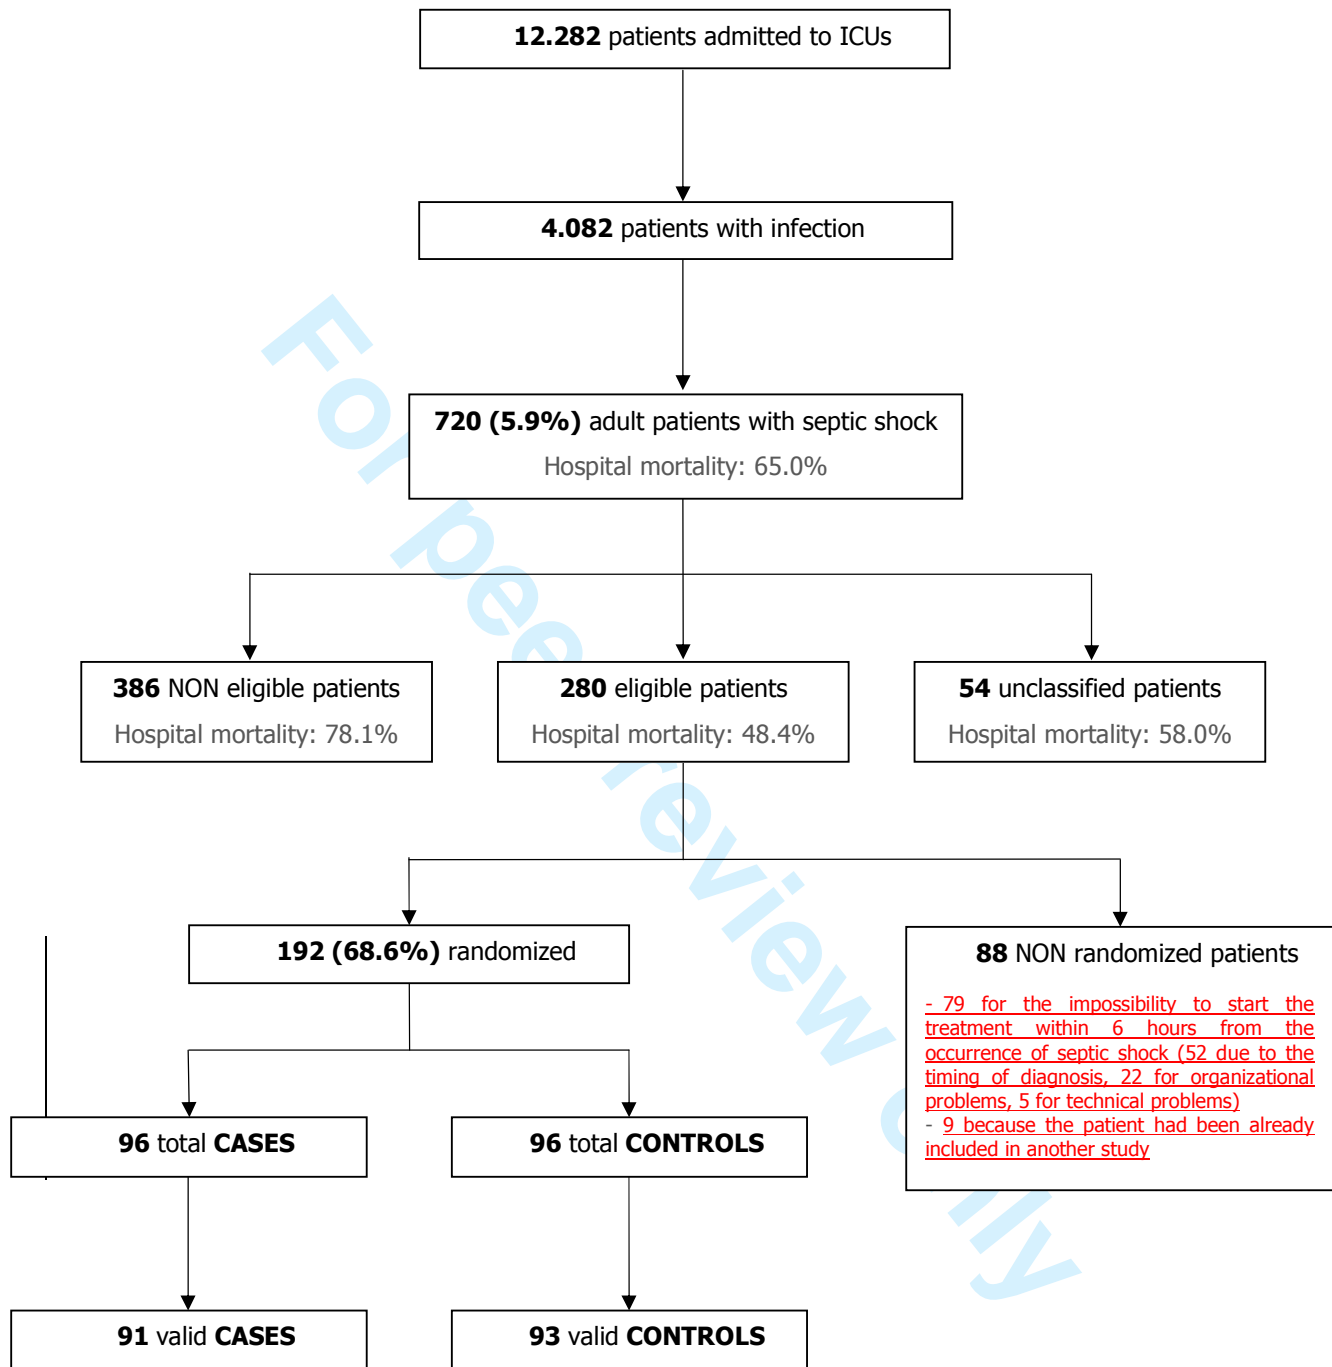 12.282 patients admitted to ICUs
4.082 patients with infection
720 (5.9%) adult patients with septic shock
Hospital mortality: 65.0%
386 NON eligible patients
Hospital mortality: 78.1%
280 eligible patients
Hospital mortality: 48.4%
54 unclassified patients
Hospital mortality: 58.0%
192 (68.6%) randomized
88 NON randomized patients
- 79 for the impossibility to start the
treatment within 6 hours from the
occurrence of septic shock (52 due to the
timing of diagnosis, 22 for organizational
problems, 5 for technical problems)
- 9 because the patient had been already
included in another study
96 total CASES
96 total CONTROLS
91 valid CASES
93 valid CONTROLS
For peer review only